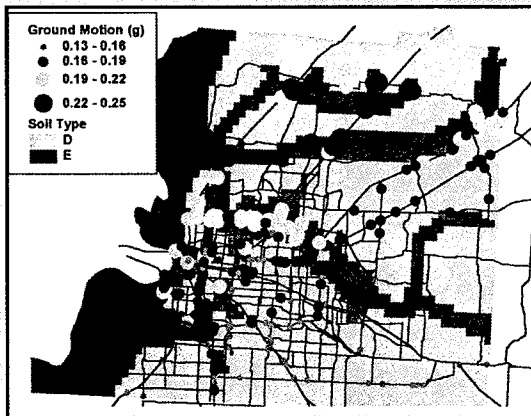 Ground Motion (g)
0.13 - 0.16
0.16 - 0.19
0.19 - 0.22
0.22 - 0.25
Soil Type
D
E